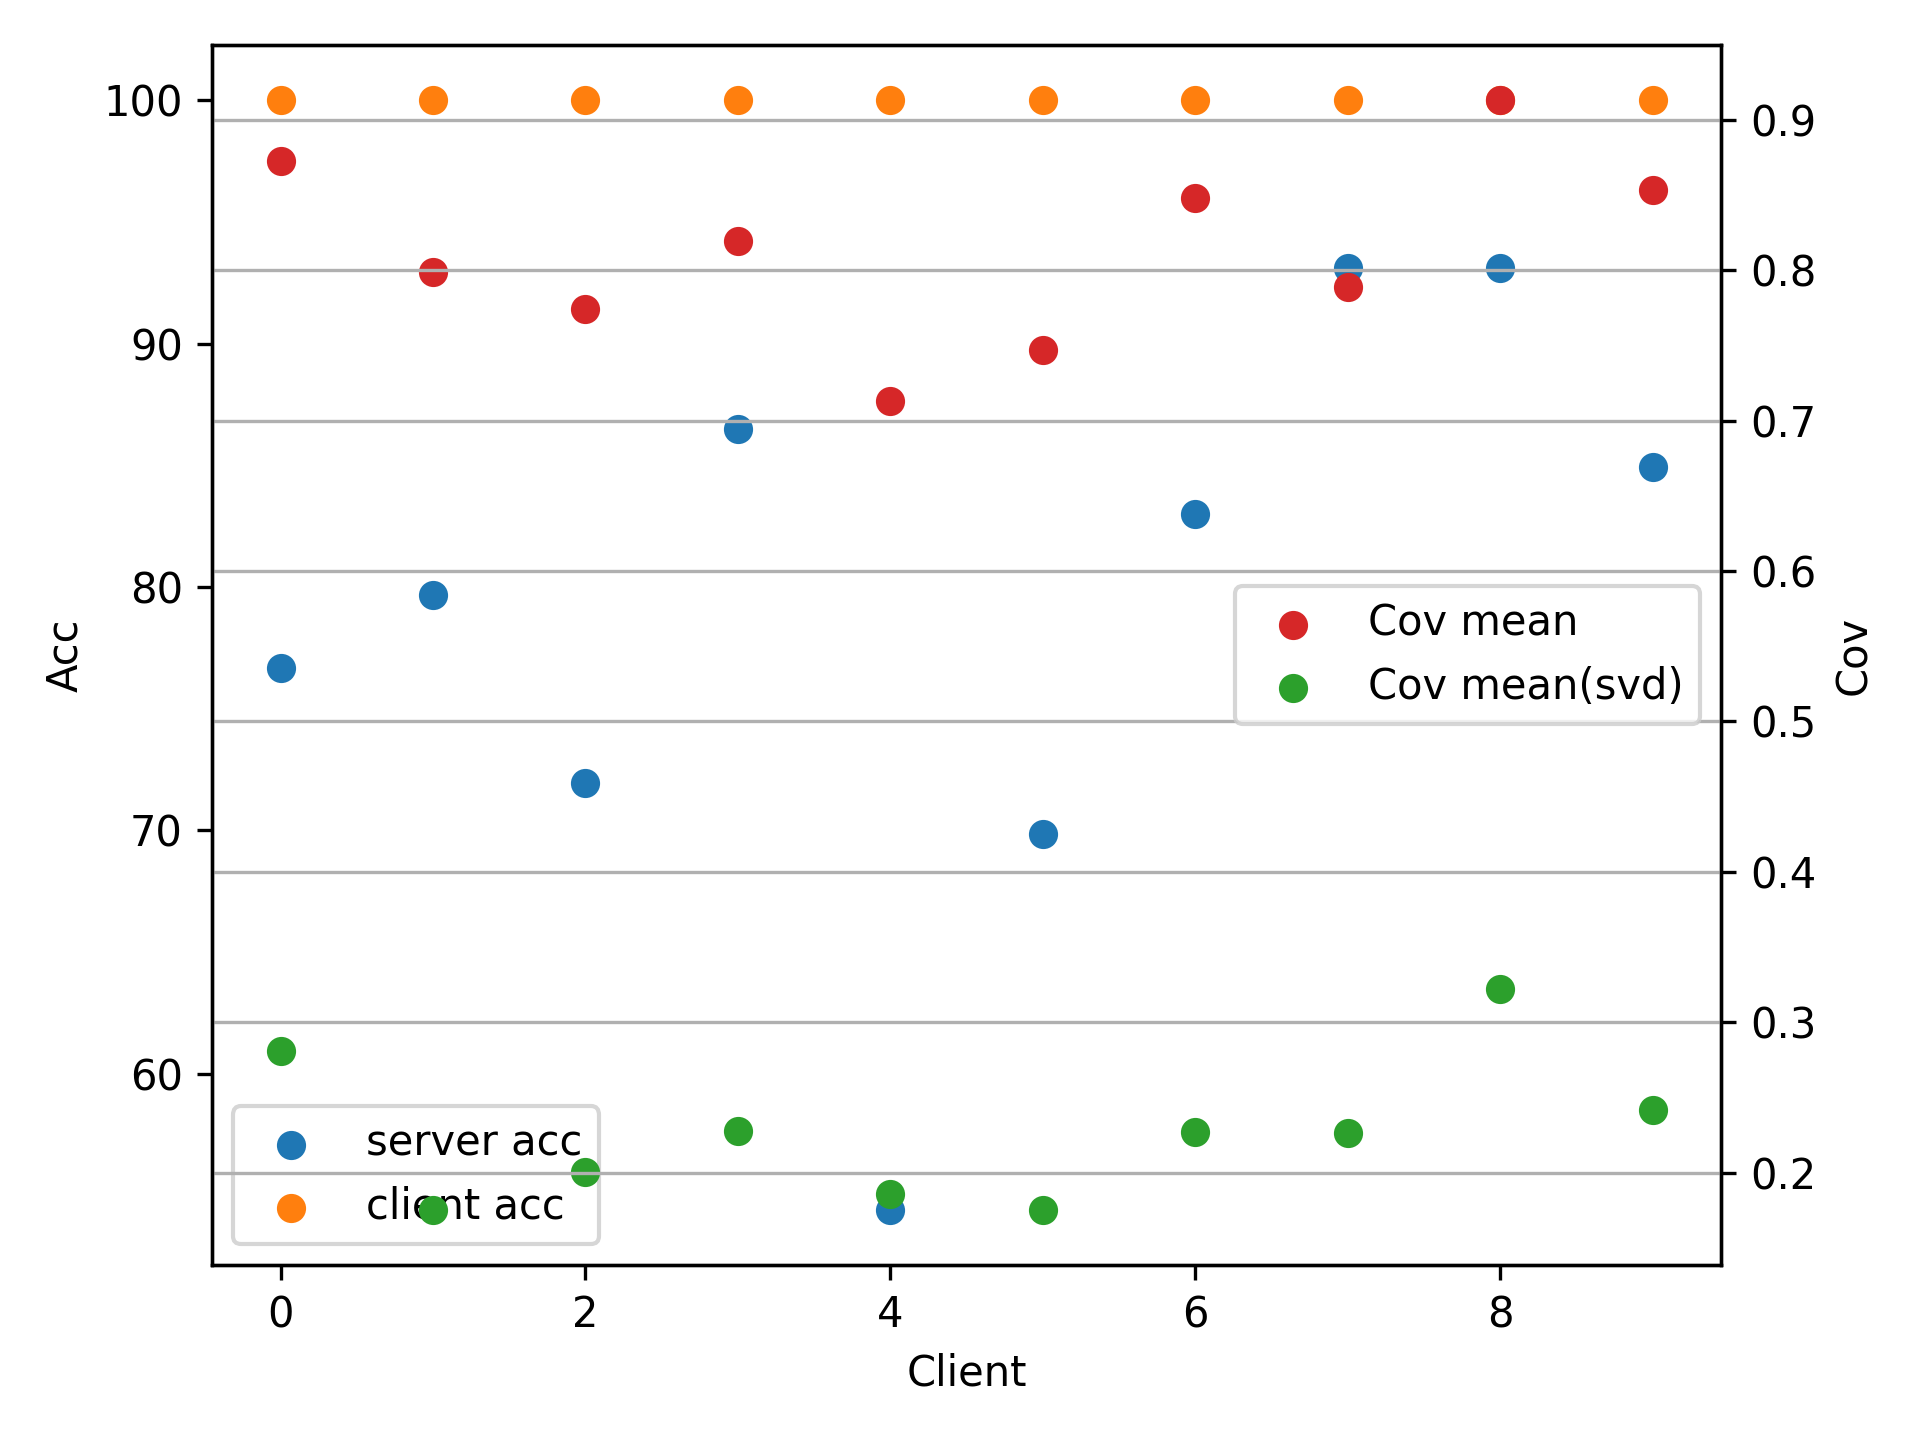 100
90
80
70
60
Acc
0.9
0.8
0.7
0.6
0.5
0.4
0.3
0.2
Cov
Cov mean
Cov mean(svd)
server acc
client acc
0 2 4 6 8
Client